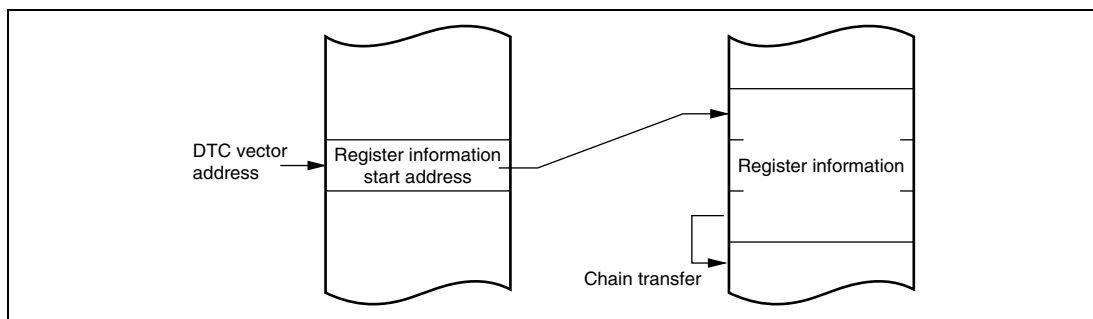 DTC vector
address
Register information
start address
Register information
Chain transfer